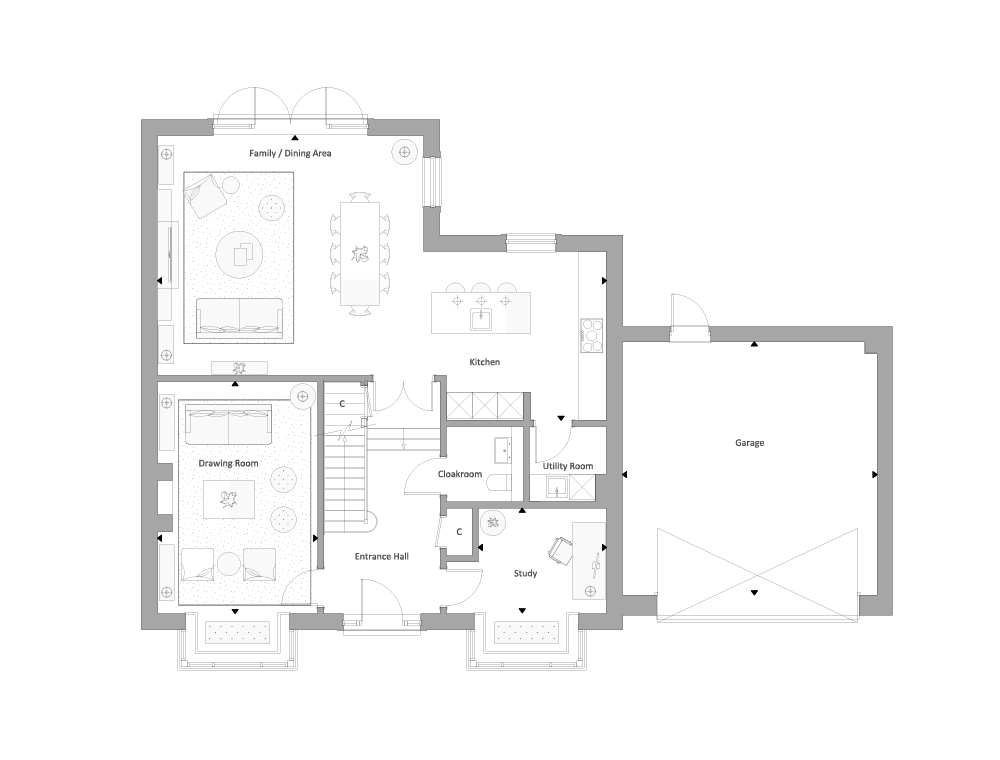 Family / Dining Area
Kitchen
C
Drawing Room
Cloakroom
Utility Room
Garage
C
Entrance Hall
Study